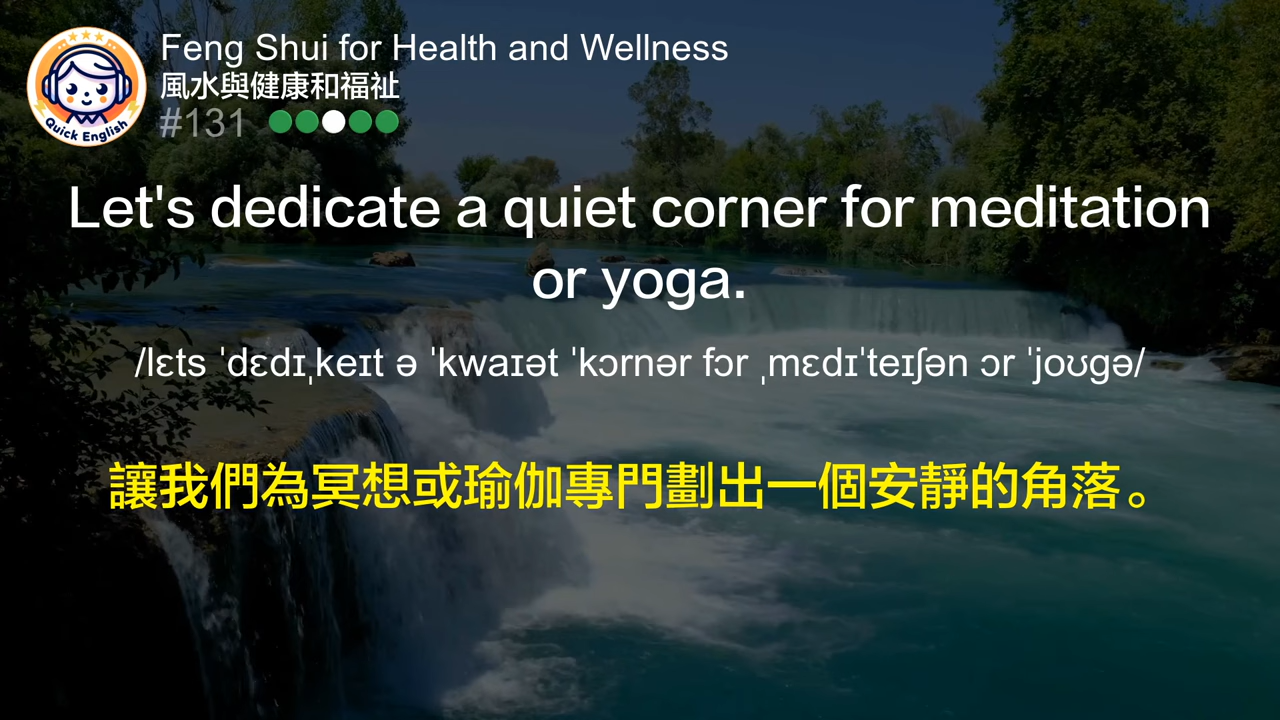 Quick English
Feng Shui for Health and Wellness
風水與健康和福祉
#131
Let's dedicate a quiet corner for meditation
or yoga.
/lɛts ˈdɛdɪˌkeɪt ə ˈkwaɪət ˈkɔrnər fɔr ˌmɛdɪˈteɪʃən ɔr ˈjoʊgə/
讓我們為冥想或瑜伽專門劃出一個安靜的角落。